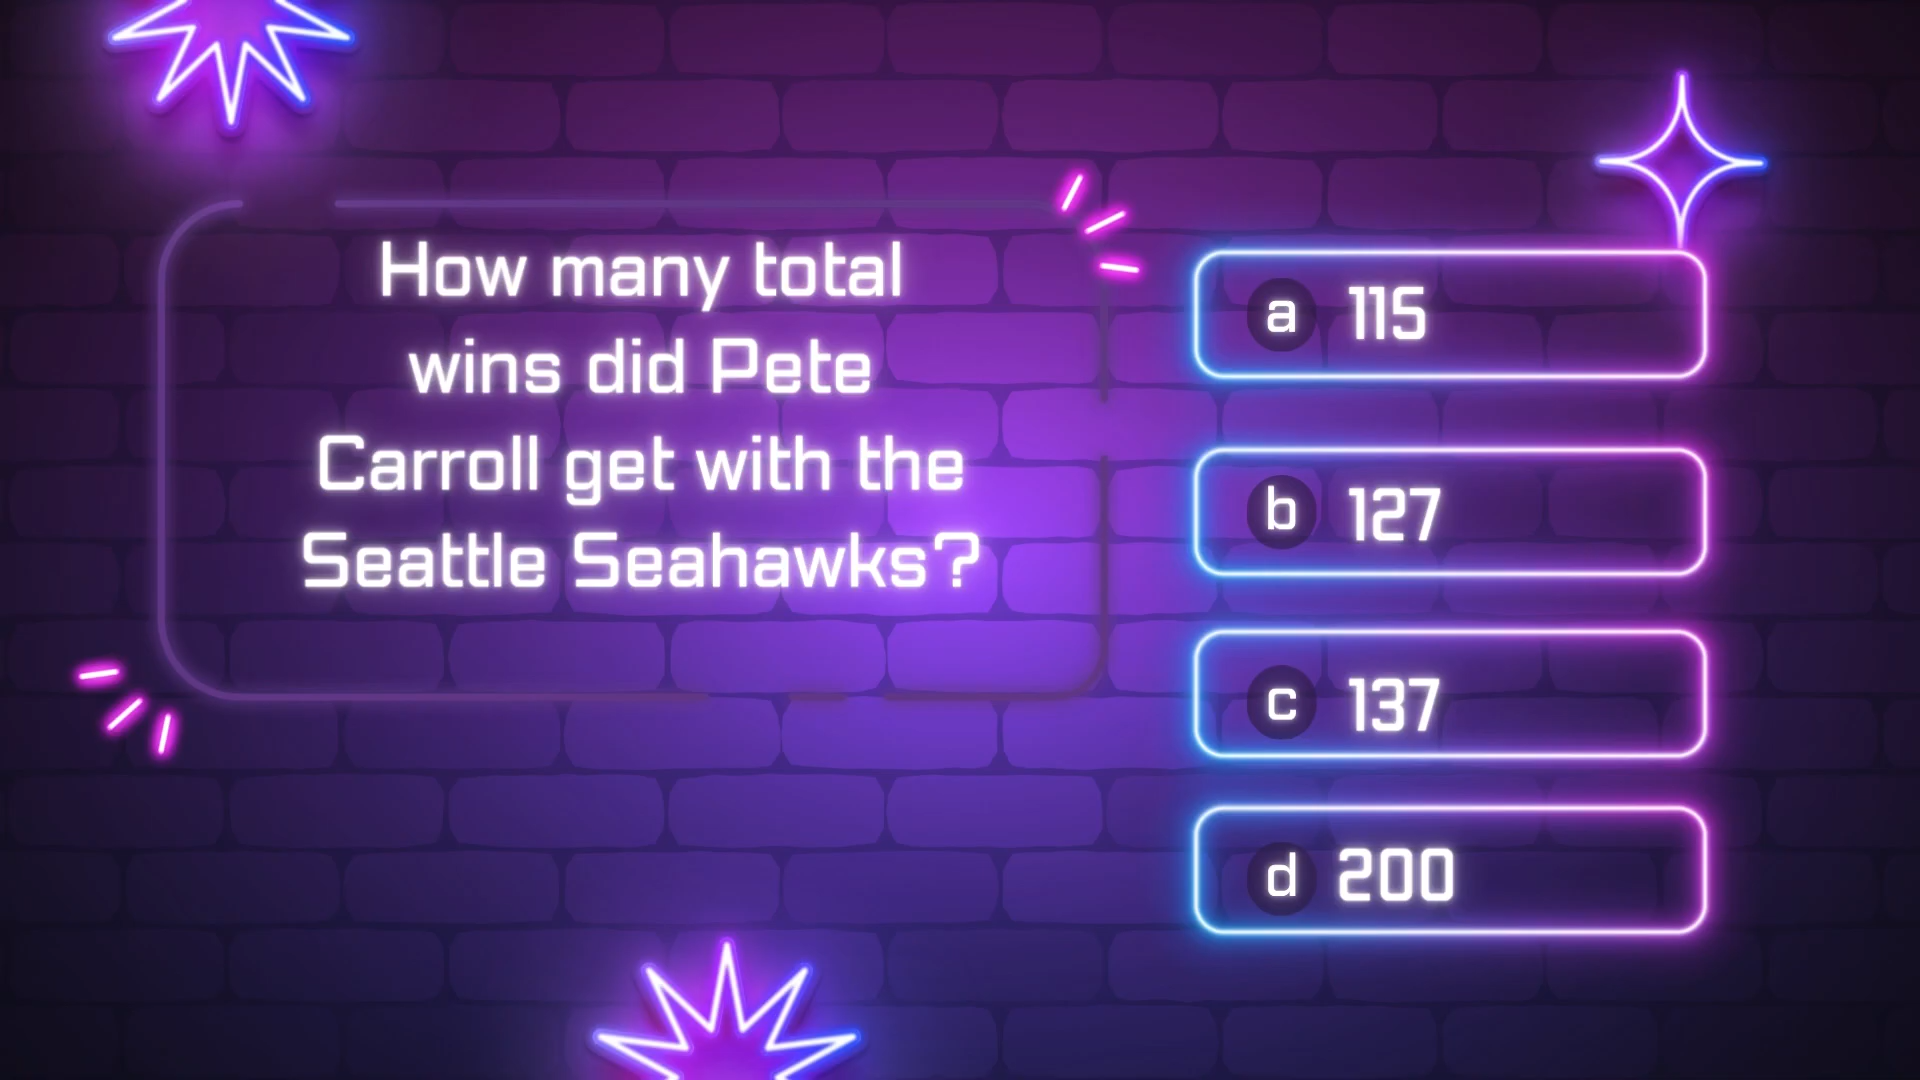 How many total
wins did Pete
Carroll get with the
Seattle Seahawks?
a 115
b 127
c 137
d 200